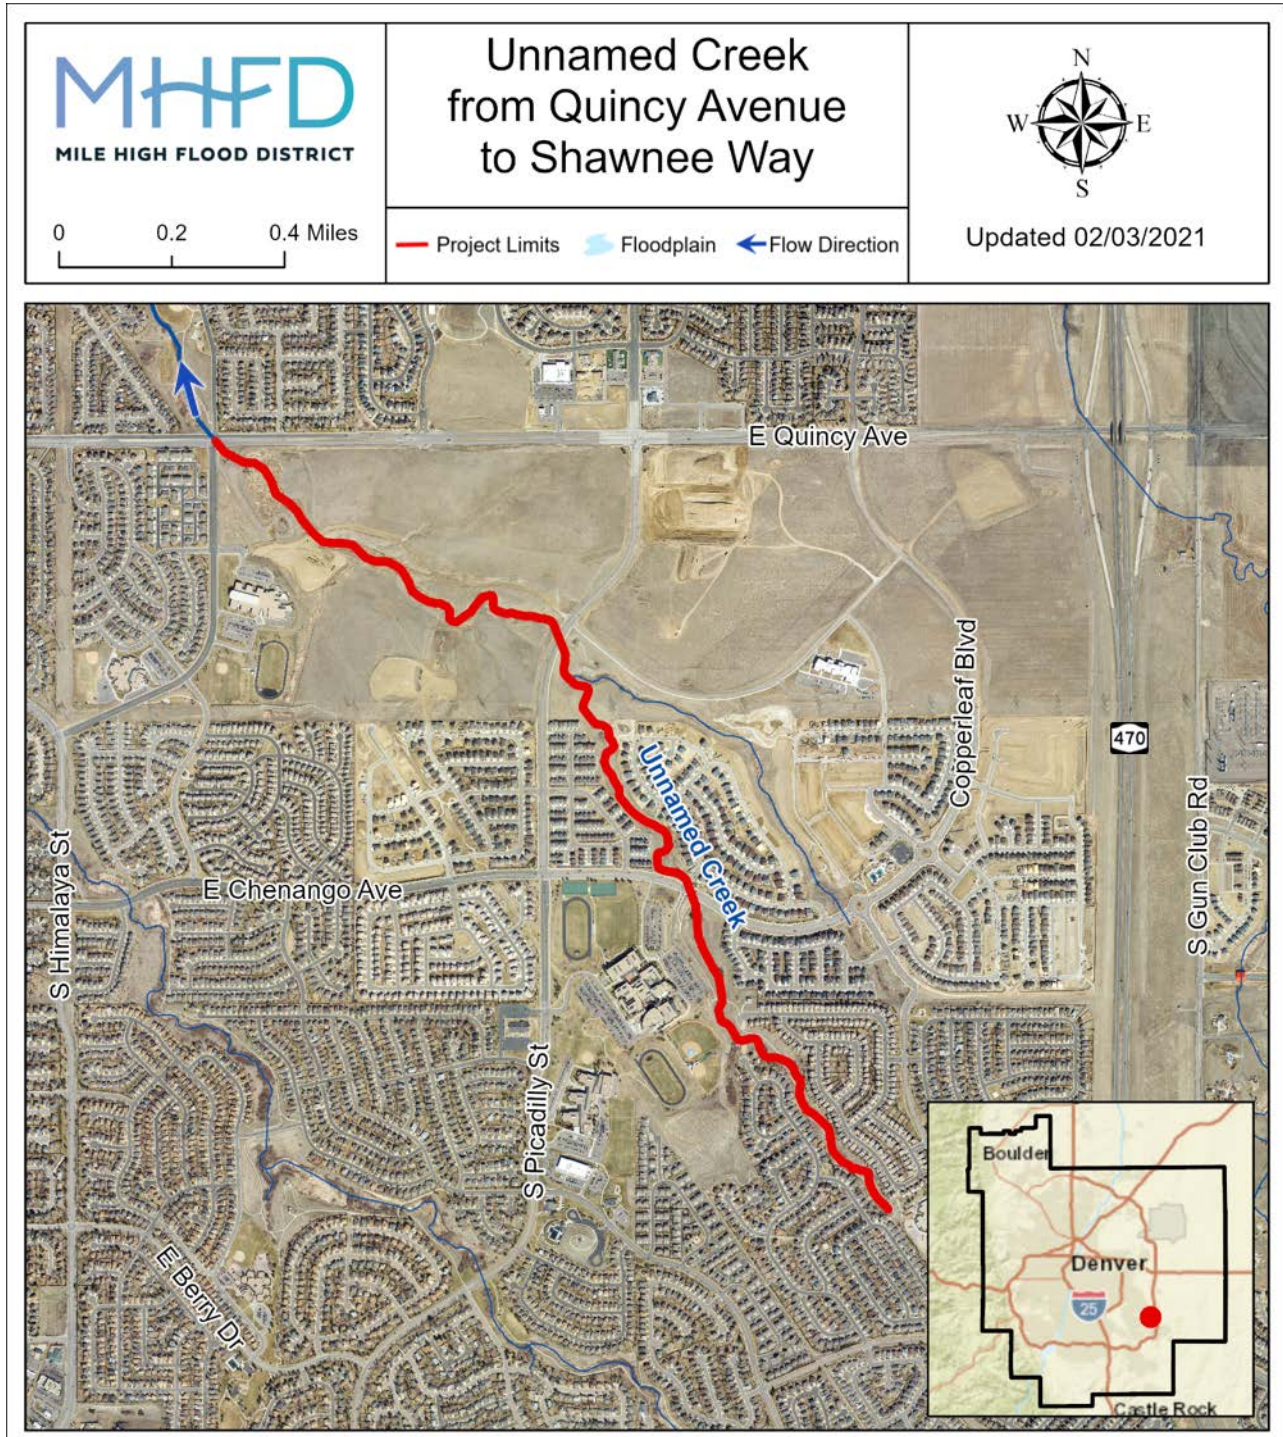 MHFD
MILE HIGH FLOOD DISTRICT
0 0.2 0.4 Miles
Unnamed Creek
from Quincy Avenue
to Shawnee Way
Project Limits Floodplain Flow Direction
N
W E
S
Updated 02/03/2021
E Quincy Ave
Copperleaf Blvd
470
Unnamed Creek
S Gun Club Rd
S Himalaya St
E Chenango Ave
S Picadilly St
E Berry Dr
Boulder
Denver
25
Castle Rock